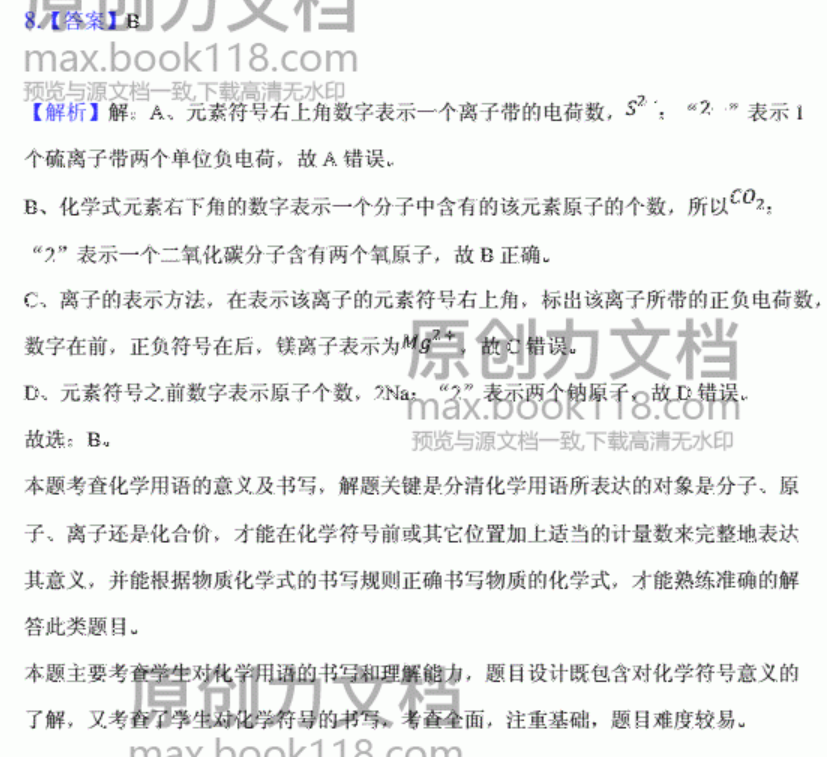 原创力文档
8.【答案】B
max.book118.com
预览与源文档一致,下载高清无水印
【解析】解：A、元素符号右上角数字表示一个离子带的电荷数，S²⁻：“2-”表示1
个硫离子带两个单位负电荷，故A错误。
B、化学式元素右下角的数字表示一个分子中含有的该元素原子的个数，所以CO₂：
“2”表示一个二氧化碳分子含有两个氧原子，故B正确。
C、离子的表示方法，在表示该离子的元素符号右上角，标出该离子所带的正负电荷数，
数字在前，正负符号在后，镁离子表示为Mg²⁺，故C错误。
原创力文档
D、元素符号之前数字表示原子个数，2Na：“2”表示两个钠原子，故D错误。
max.book118.com
故选：B。
预览与源文档一致,下载高清无水印
本题考查化学用语的意义及书写，解题关键是分清化学用语所表达的对象是分子、原
子、离子还是化合价，才能在化学符号前或其它位置加上适当的计量数来完整地表达
其意义，并能根据物质化学式的书写规则正确书写物质的化学式，才能熟练准确的解
答此类题目。
本题主要考查学生对化学用语的书写和理解能力，题目设计既包含对化学符号意义的
原创力文档
了解，又考查了学生对化学符号的书写，考查全面，注重基础，题目难度较易。
max.book118.com